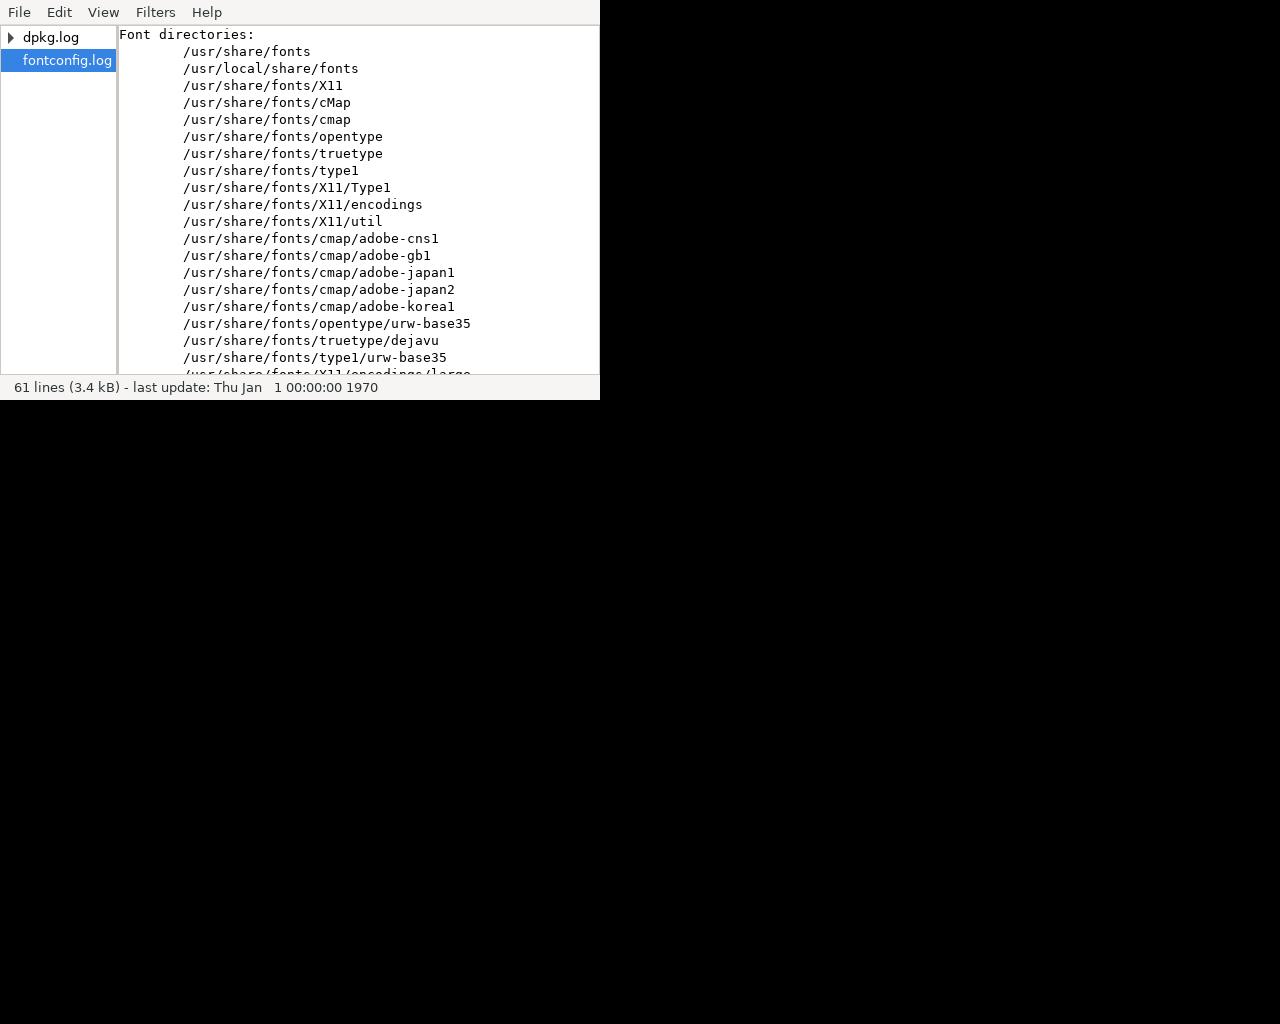 File Edit View Filters Help
dpkg.log
fontconfig.log
Font directories:
/usr/share/fonts
/usr/local/share/fonts
/usr/share/fonts/X11
/usr/share/fonts/cMap
/usr/share/fonts/cmap
/usr/share/fonts/opentype
/usr/share/fonts/truetype
/usr/share/fonts/type1
/usr/share/fonts/X11/Type1
/usr/share/fonts/X11/encodings
/usr/share/fonts/X11/util
/usr/share/fonts/cmap/adobe-cns1
/usr/share/fonts/cmap/adobe-gb1
/usr/share/fonts/cmap/adobe-japan1
/usr/share/fonts/cmap/adobe-japan2
/usr/share/fonts/cmap/adobe-korea1
/usr/share/fonts/opentype/urw-base35
/usr/share/fonts/truetype/dejavu
/usr/share/fonts/type1/urw-base35
/usr/share/fonts/X11/encodings/large
61 lines (3.4 kB) - last update: Thu Jan  1 00:00:00 1970